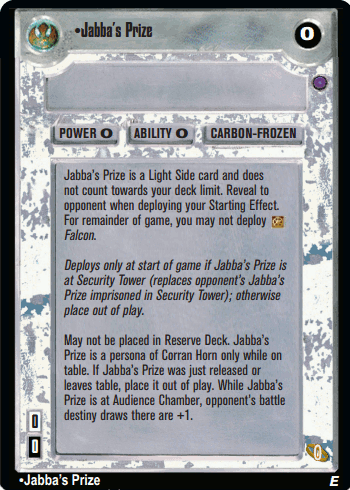 •Jabba's Prize
0
POWER 0 ABILITY 0 CARBON-FROZEN
Jabba's Prize is a Light Side card and does
not count towards your deck limit. Reveal to
opponent when deploying your Starting Effect.
For remainder of game, you may not deploy
Falcon.
Deploys only at start of game if Jabba's Prize is
at Security Tower (replaces opponent's Jabba's
Prize imprisoned in Security Tower); otherwise
place out of play.
May not be placed in Reserve Deck. Jabba's
Prize is a persona of Corran Horn only while on
table. If Jabba's Prize was just released or
leaves table, place it out of play. While Jabba's
Prize is at Audience Chamber, opponent's battle
destiny draws there are +1.
0
0
0
•Jabba's Prize
E